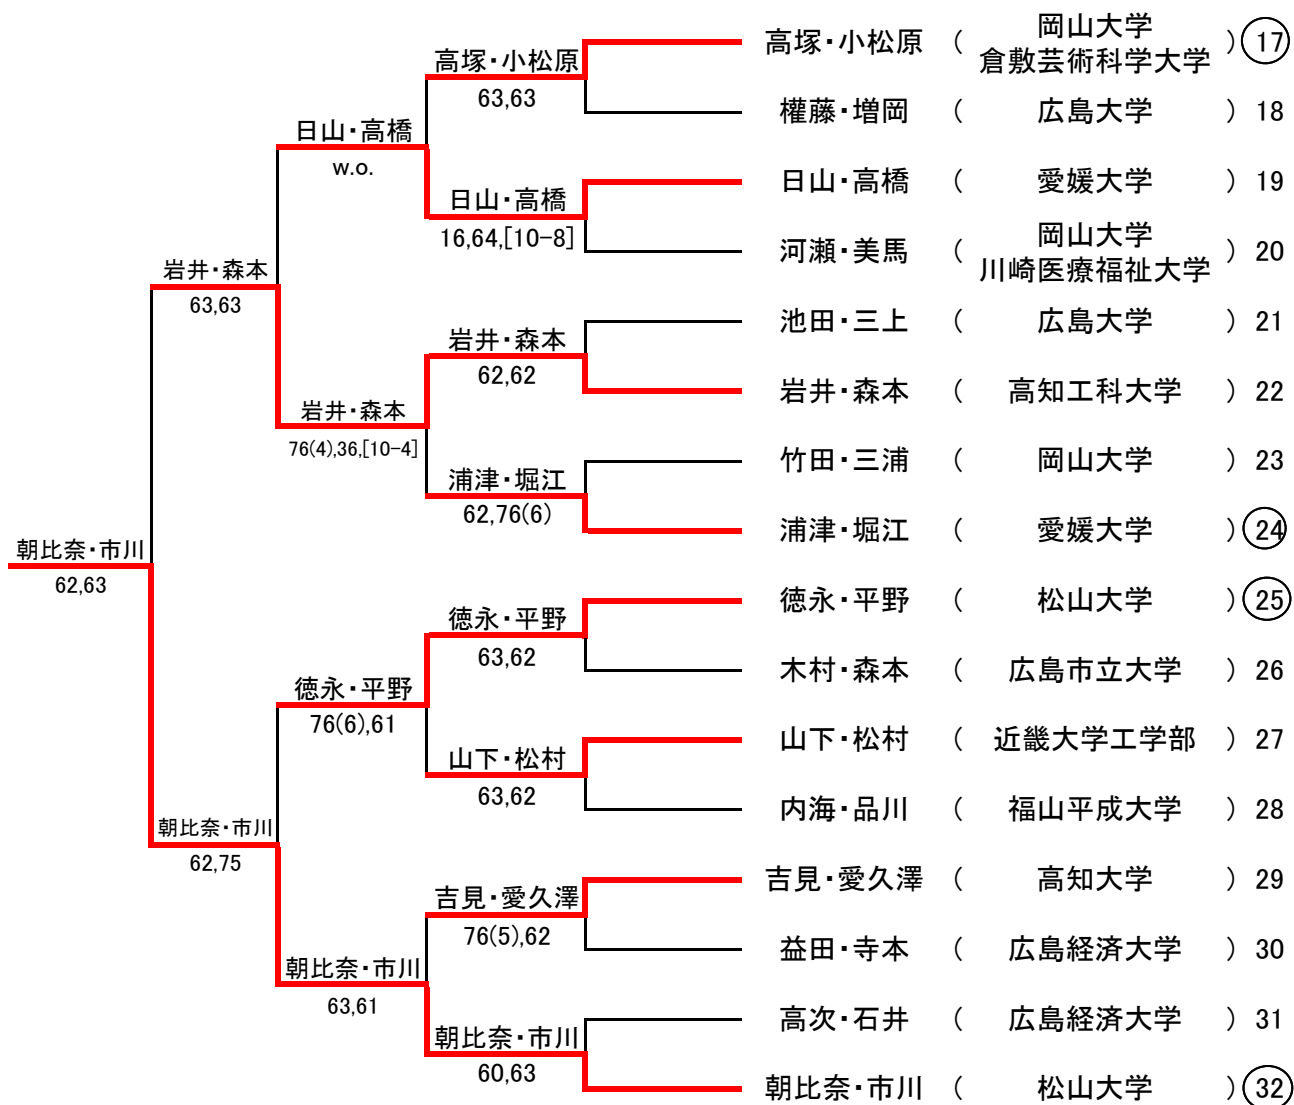 高塚・小松原 ( 岡山大学 倉敷芸術科学大学 ) 17
高塚・小松原
63,63
權藤・増岡 ( 広島大学 ) 18
日山・高橋
w.o.
日山・高橋 ( 愛媛大学 ) 19
日山・高橋
16,64,[10-8]
河瀬・美馬 ( 岡山大学 川崎医療福祉大学 ) 20
岩井・森本
63,63
池田・三上 ( 広島大学 ) 21
岩井・森本
62,62
岩井・森本 ( 高知工科大学 ) 22
岩井・森本
76(4),36,[10-4]
竹田・三浦 ( 岡山大学 ) 23
浦津・堀江
62,76(6)
浦津・堀江 ( 愛媛大学 ) 24
朝比奈・市川
62,63
徳永・平野 ( 松山大学 ) 25
徳永・平野
63,62
木村・森本 ( 広島市立大学 ) 26
徳永・平野
76(6),61
山下・松村 ( 近畿大学工学部 ) 27
山下・松村
63,62
内海・品川 ( 福山平成大学 ) 28
朝比奈・市川
62,75
吉見・愛久澤 ( 高知大学 ) 29
吉見・愛久澤
76(5),62
益田・寺本 ( 広島経済大学 ) 30
朝比奈・市川
63,61
高次・石井 ( 広島経済大学 ) 31
朝比奈・市川
60,63
朝比奈・市川 ( 松山大学 ) 32